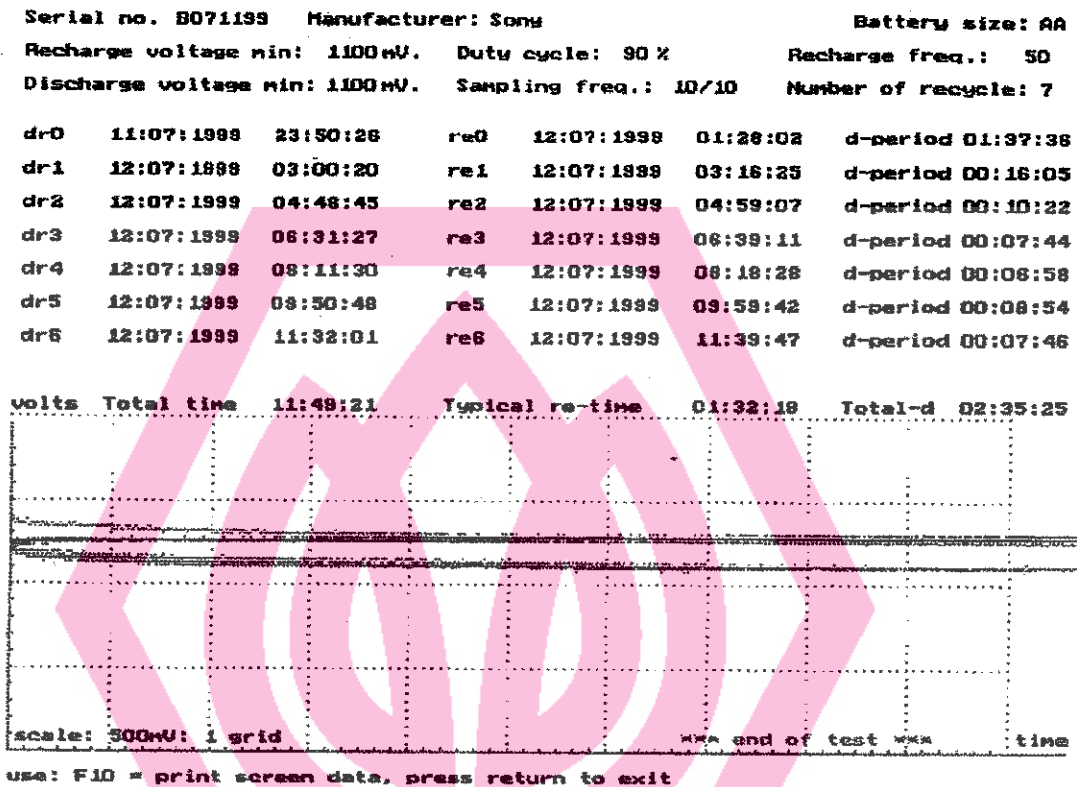 Serial no. B071199 Manufacturer: Sony Battery size: AA
Recharge voltage min: 1100mV. Duty cycle: 90 % Recharge freq.: 50
Discharge voltage min: 1100mV. Sampling freq.: 10/10 Number of recycle: 7
dr0 11:07:1999 23:50:26 re0 12:07:1999 01:28:02 d-period 01:37:36
dr1 12:07:1999 03:00:20 re1 12:07:1999 03:16:25 d-period 00:16:05
dr2 12:07:1999 04:48:45 re2 12:07:1999 04:59:07 d-period 00:10:22
dr3 12:07:1999 06:31:27 re3 12:07:1999 06:39:11 d-period 00:07:44
dr4 12:07:1999 08:11:30 re4 12:07:1999 08:18:28 d-period 00:06:58
dr5 12:07:1999 09:50:48 re5 12:07:1999 09:59:42 d-period 00:08:54
dr6 12:07:1999 11:32:01 re6 12:07:1999 11:39:47 d-period 00:07:46
volts Total time 11:49:21 Typical re-time 01:32:18 Total-d 02:35:25
scale: 500mV: 1 grid *** end of test *** time
use: F10 = print screen data, press return to exit